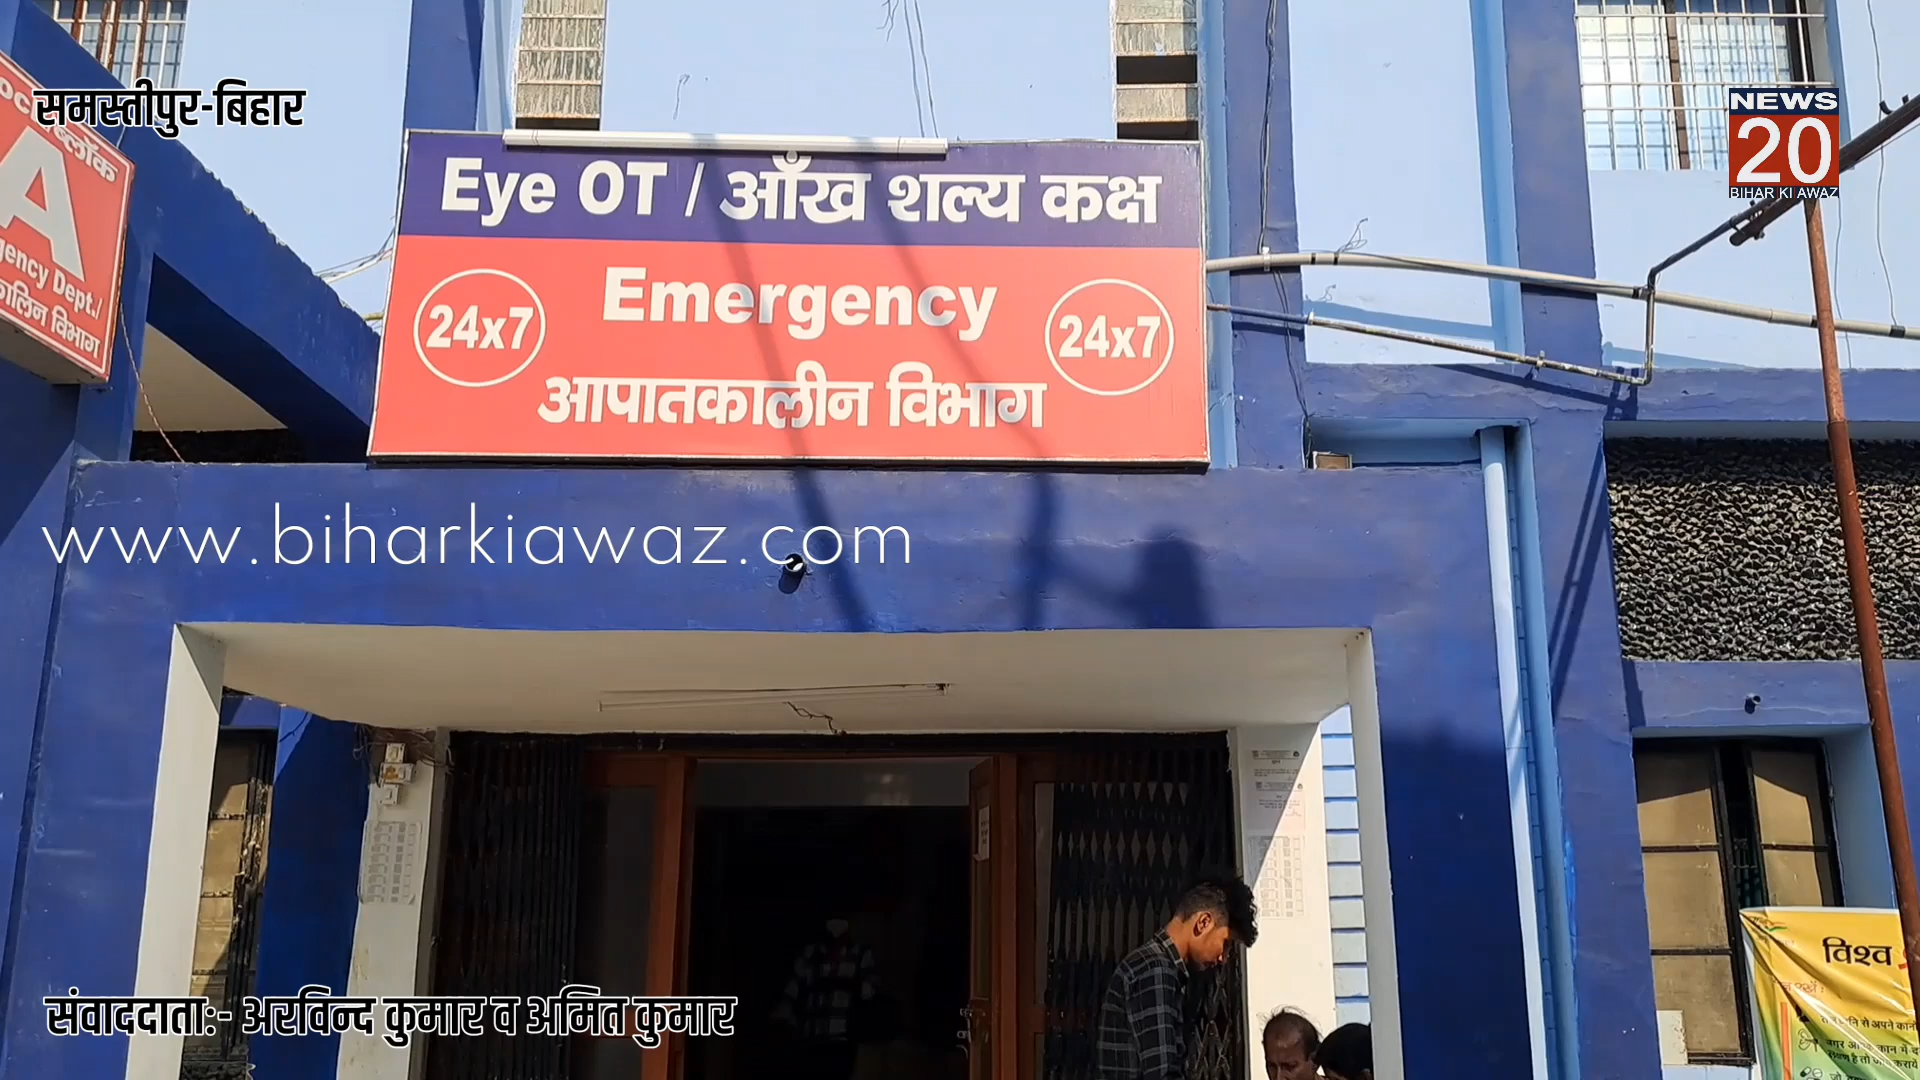 समस्तीपुर-बिहार
NEWS
20
BIHAR KI AWAZ
ब्लॉक
A
Dept./
विभाग
Eye OT / आँख शल्य कक्ष
Emergency
24x7
24x7
आपातकालीन विभाग
www.biharkiawaz.com
विश्व
से अपने कानों
संवाददाता:- अरविन्द कुमार व अमित कुमार